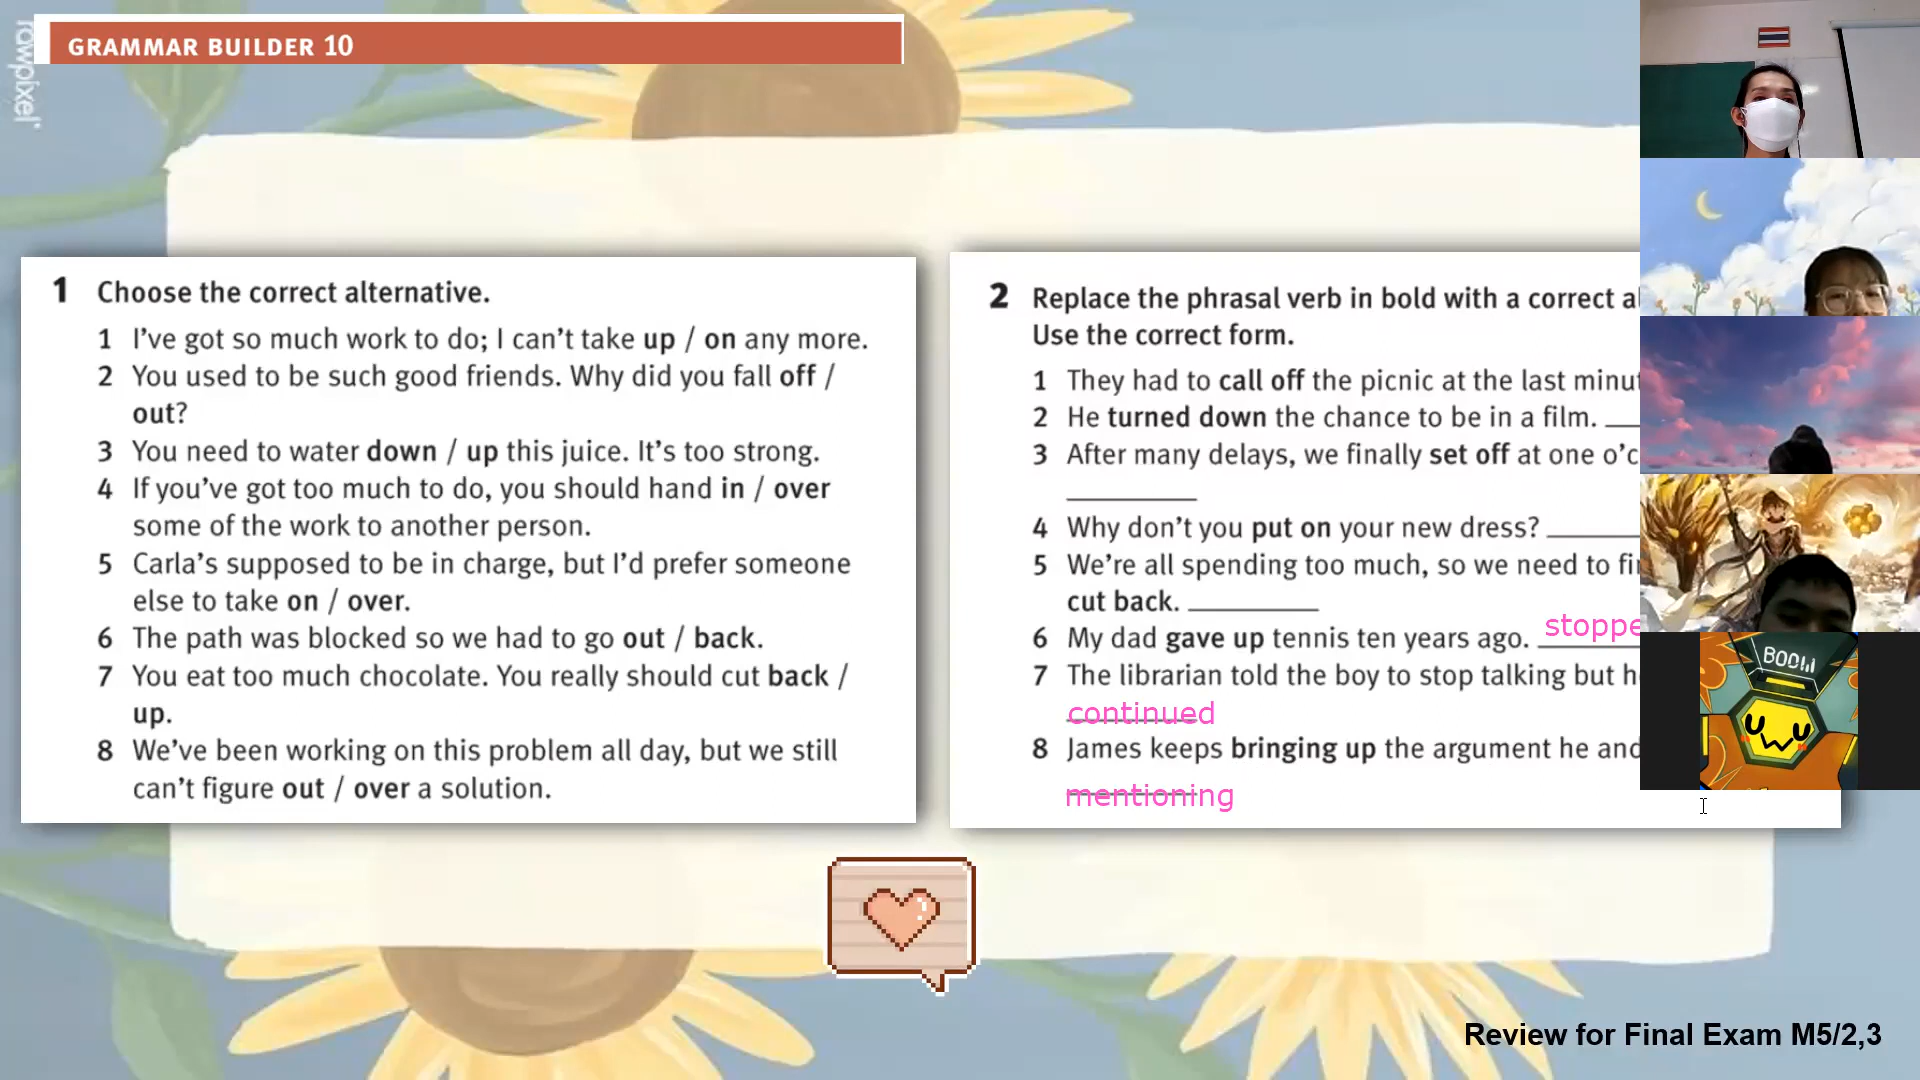 rawpixel
GRAMMAR BUILDER 10
1 Choose the correct alternative.
1 I've got so much work to do; I can't take up / on any more.
2 You used to be such good friends. Why did you fall off /
out?
3 You need to water down / up this juice. It's too strong.
4 If you've got too much to do, you should hand in / over
some of the work to another person.
5 Carla's supposed to be in charge, but I'd prefer someone
else to take on / over.
6 The path was blocked so we had to go out / back.
7 You eat too much chocolate. You really should cut back /
up.
8 We've been working on this problem all day, but we still
can't figure out / over a solution.
2 Replace the phrasal verb in bold with a correct a
Use the correct form.
1 They had to call off the picnic at the last minu
2 He turned down the chance to be in a film.
3 After many delays, we finally set off at one o'c
4 Why don't you put on your new dress?
5 We're all spending too much, so we need to fi
cut back.
6 My dad gave up tennis ten years ago. stoppe
7 The librarian told the boy to stop talking but h
continued
8 James keeps bringing up the argument he and
mentioning
BOOM
Review for Final Exam M5/2,3